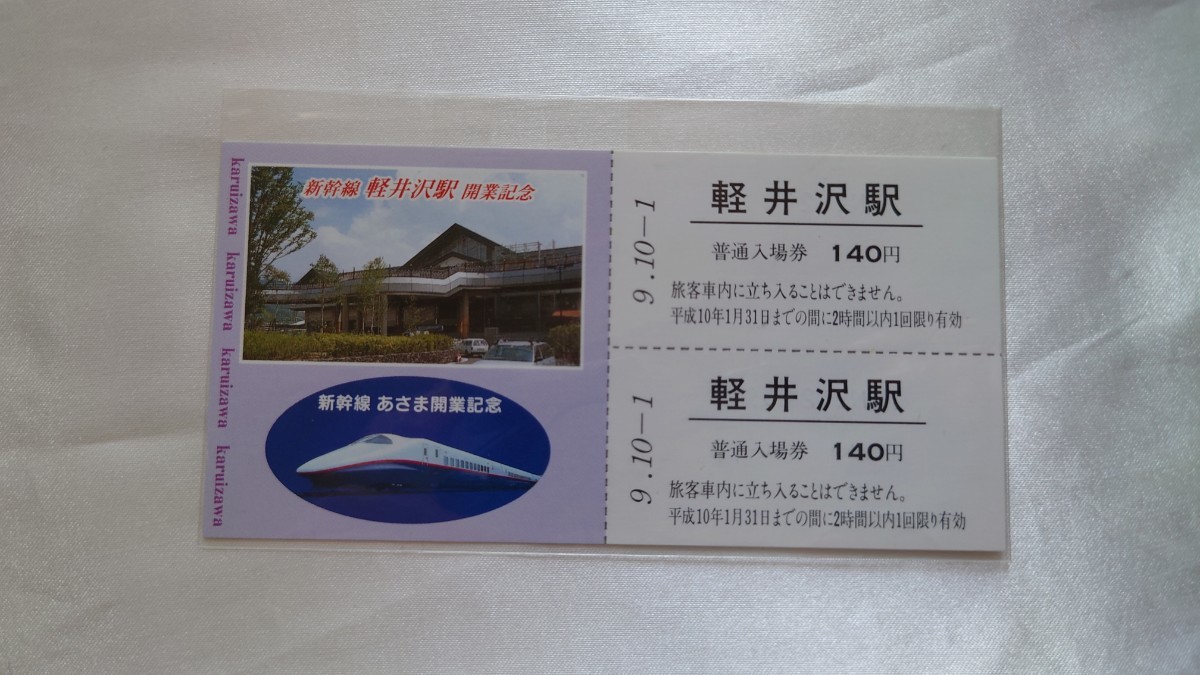 karuizawa karuizawa karuizawa karuizawa
新幹線 軽井沢駅 開業記念
新幹線 あさま開業記念
9.10-1
軽井沢駅
普通入場券 140円
旅客車内に立ち入ることはできません。
平成10年1月31日までの間に2時間以内1回限り有効
9.10-1
軽井沢駅
普通入場券 140円
旅客車内に立ち入ることはできません。
平成10年1月31日までの間に2時間以内1回限り有効